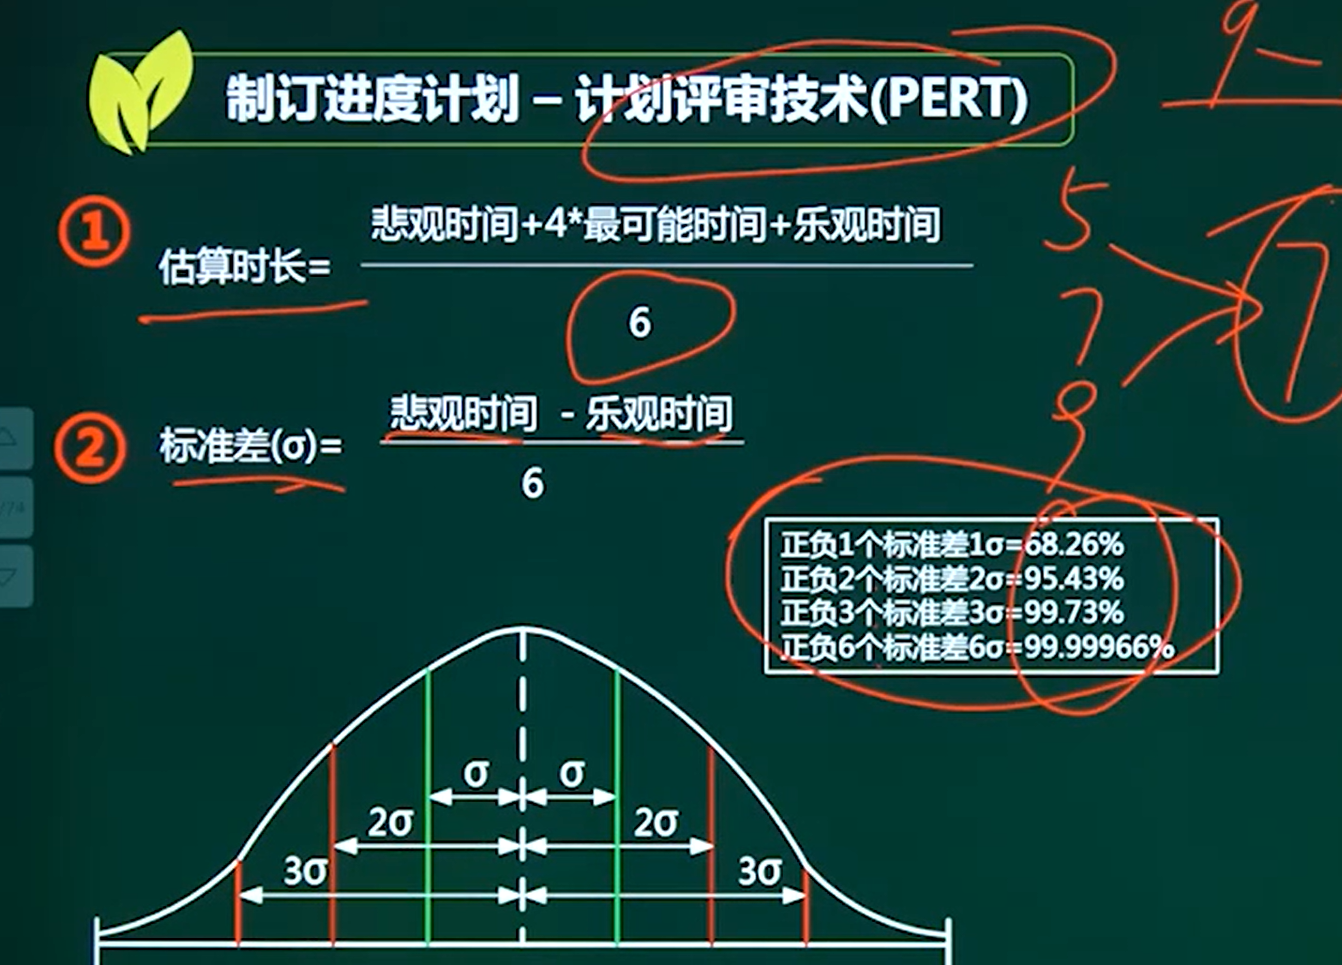 制订进度计划 – 计划评审技术(PERT)
9 –
① 估算时长=
悲观时间+4*最可能时间+乐观时间
6
5
7
9
7
② 标准差(σ)=
悲观时间 - 乐观时间
6
正负1个标准差1σ=68.26%
正负2个标准差2σ=95.43%
正负3个标准差3σ=99.73%
正负6个标准差6σ=99.99966%
σ σ
2σ 2σ
3σ 3σ